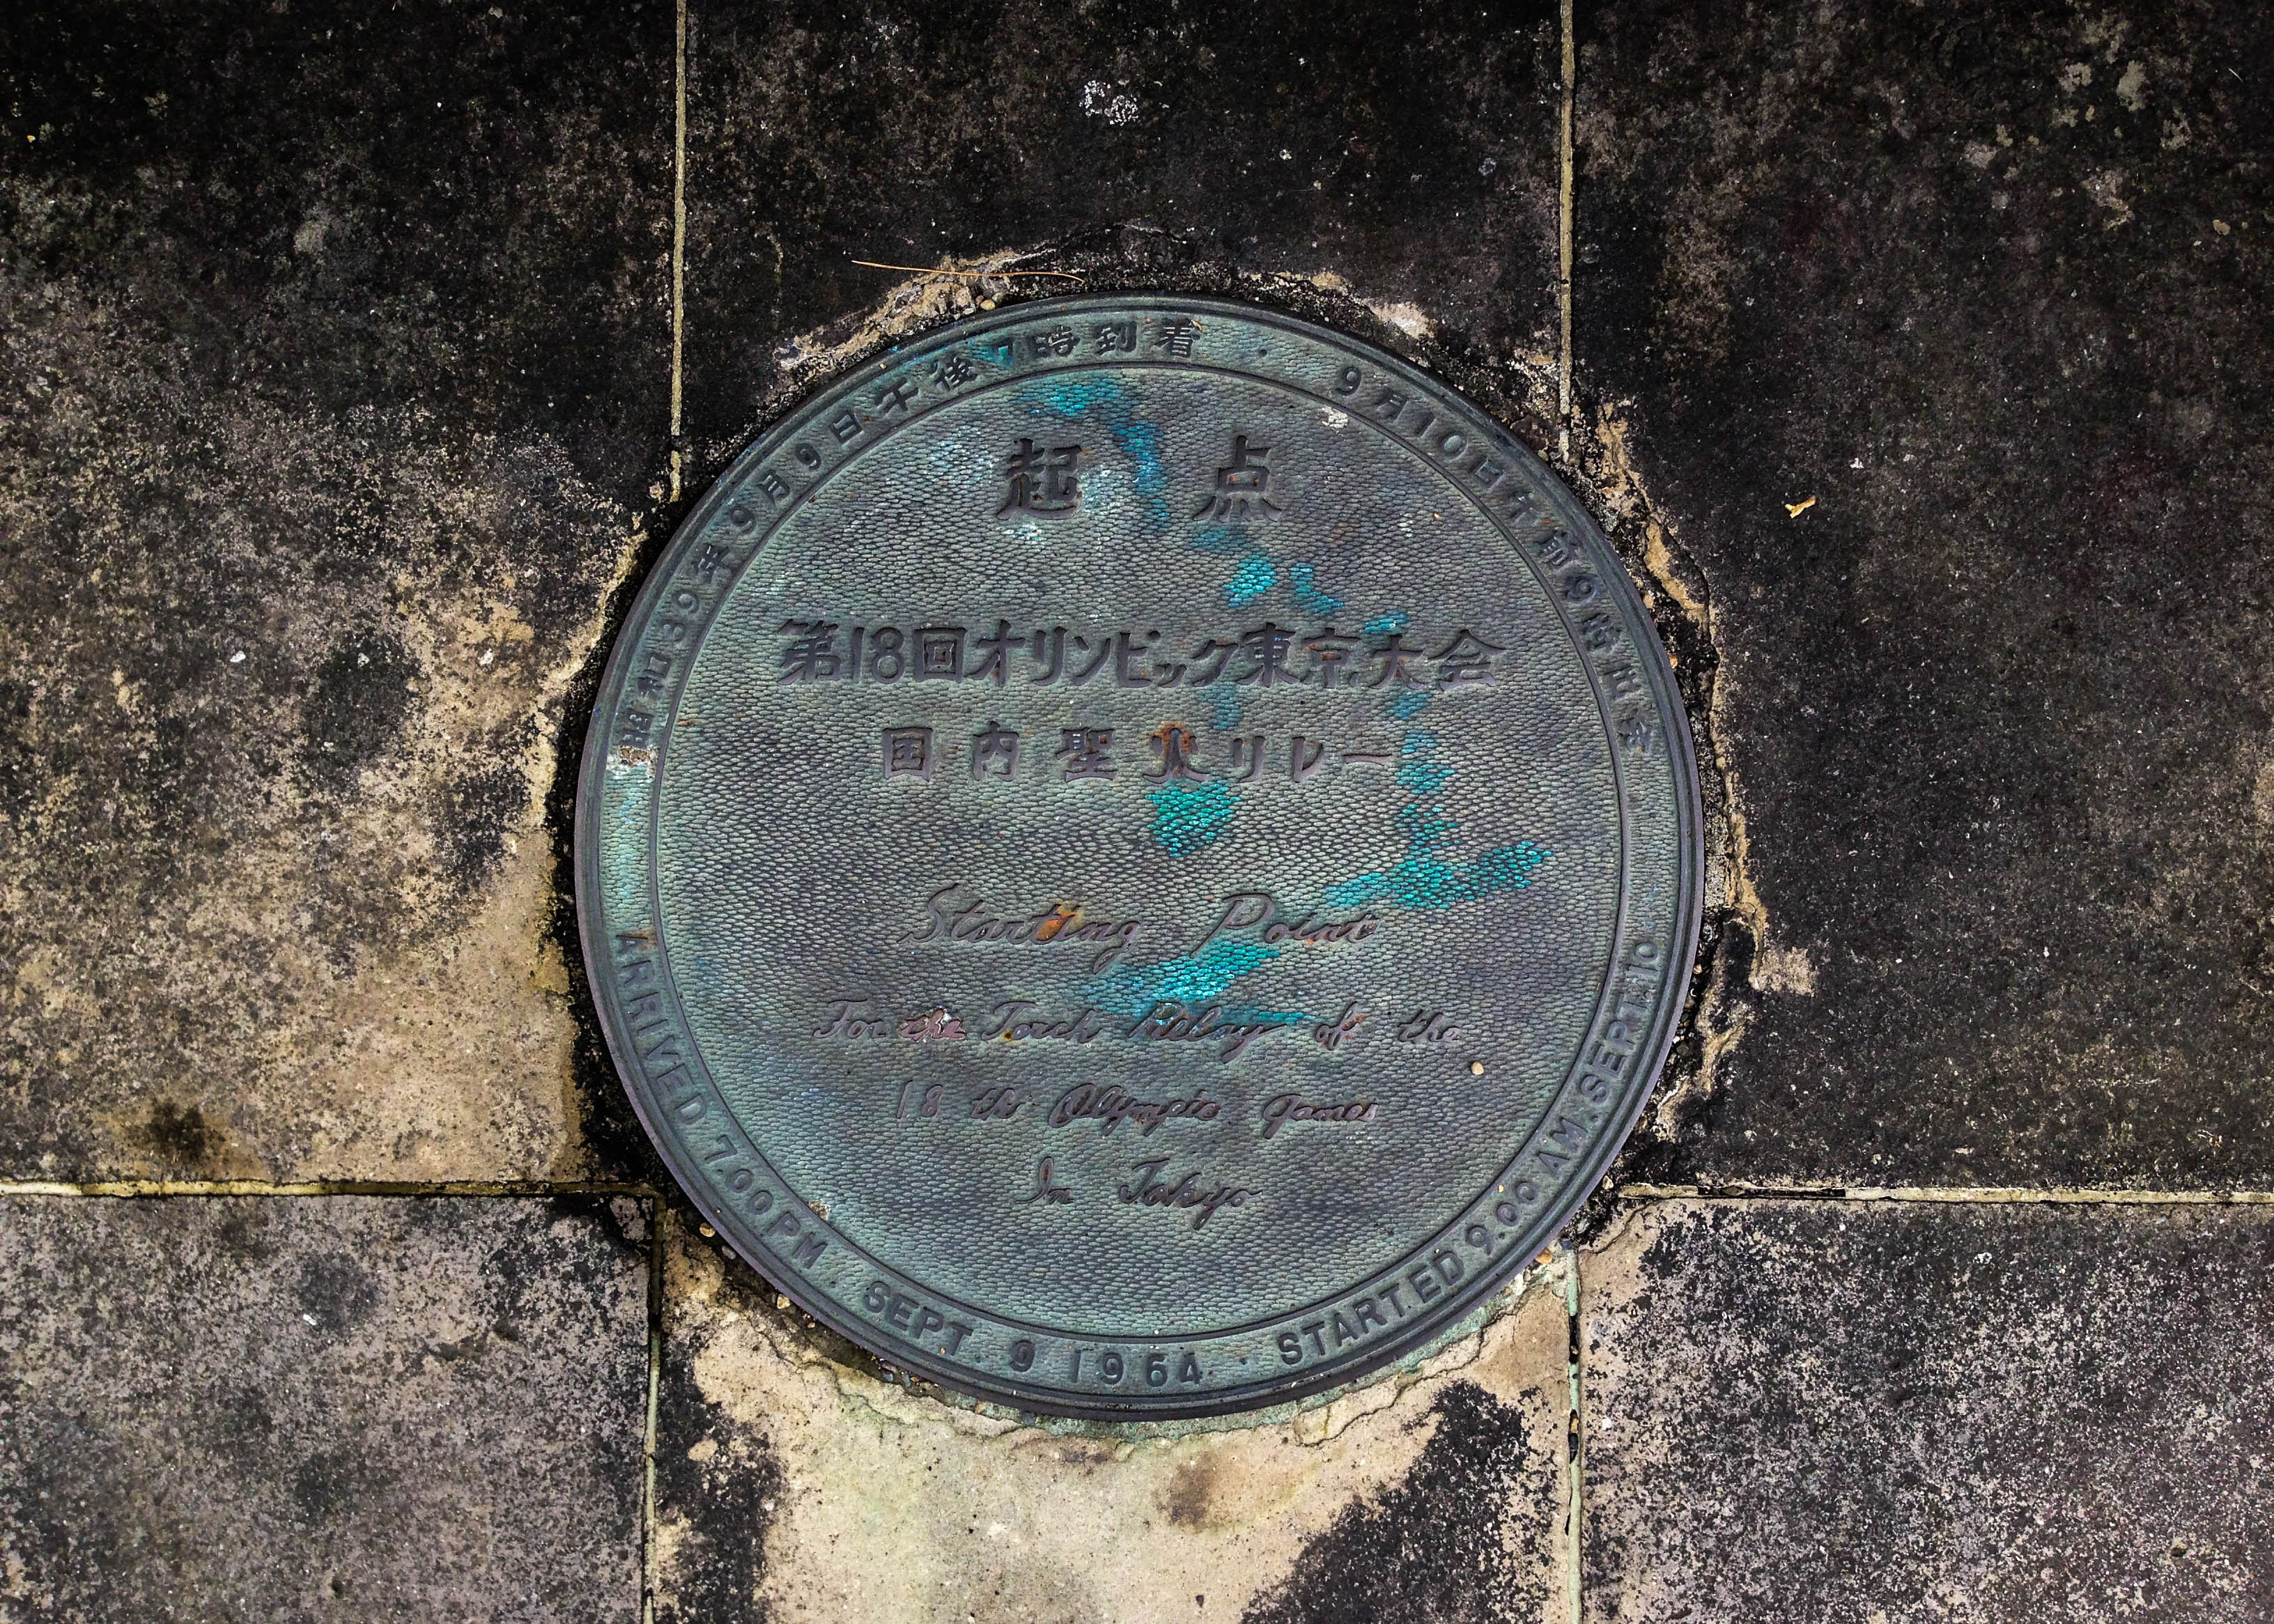 昭和39年9月9日午後7時到着 · 9月10日午前9時出発
起点
第18回オリンピック東京大会
国内聖火リレー
Starting Point
For the Torch Relay of the
18 th Olympic Games
In Tokyo
ARRIVED 7.00 PM SEPT. 9 1964 · STARTED 9.00 AM. SEPT. 10